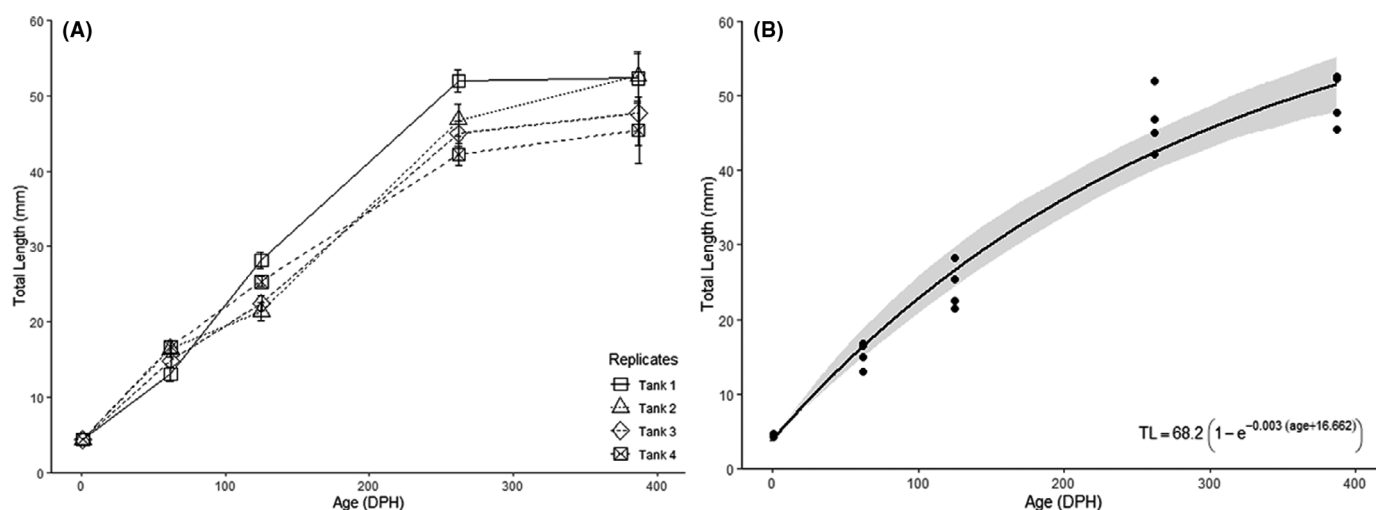 (A)
60
50
40
30
20
10
0
Total Length (mm)
0 100 200 300 400
Age (DPH)
Replicates
Tank 1
Tank 2
Tank 3
Tank 4
(B)
60
50
40
30
20
10
0
Total Length (mm)
0 100 200 300 400
Age (DPH)
TL = 68.2 (1 − e^−0.003 (age+16.662))